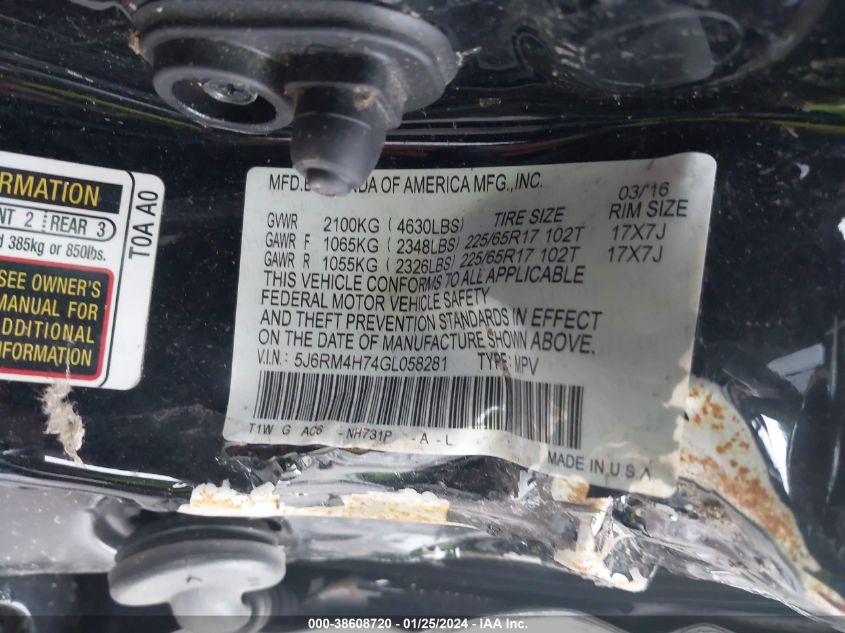 RMATION
NT 2 REAR 3
d 385kg or 850lbs.
SEE OWNER'S
MANUAL FOR
ADDITIONAL
NFORMATION
T0A A0
MFD. DA OF AMERICA MFG.,INC. 03/'16
GVWR 2100KG ( 4630LBS) TIRE SIZE RIM SIZE
GAWR F 1065KG ( 2348LBS) 225/65R17 102T 17X7J
GAWR R 1055KG ( 2326LBS) 225/65R17 102T 17X7J
THIS VEHICLE CONFORMS TO ALL APPLICABLE
FEDERAL MOTOR VEHICLE SAFETY
AND THEFT PREVENTION STANDARDS IN EFFECT
ON THE DATE OF MANUFACTURE SHOWN ABOVE.
V.I.N.: 5J6RM4H74GL058281 TYPE: MPV
T1W G AC6 -NH731P -A-L
MADE IN U.S.A
000-38608720 - 01/25/2024 - IAA Inc.